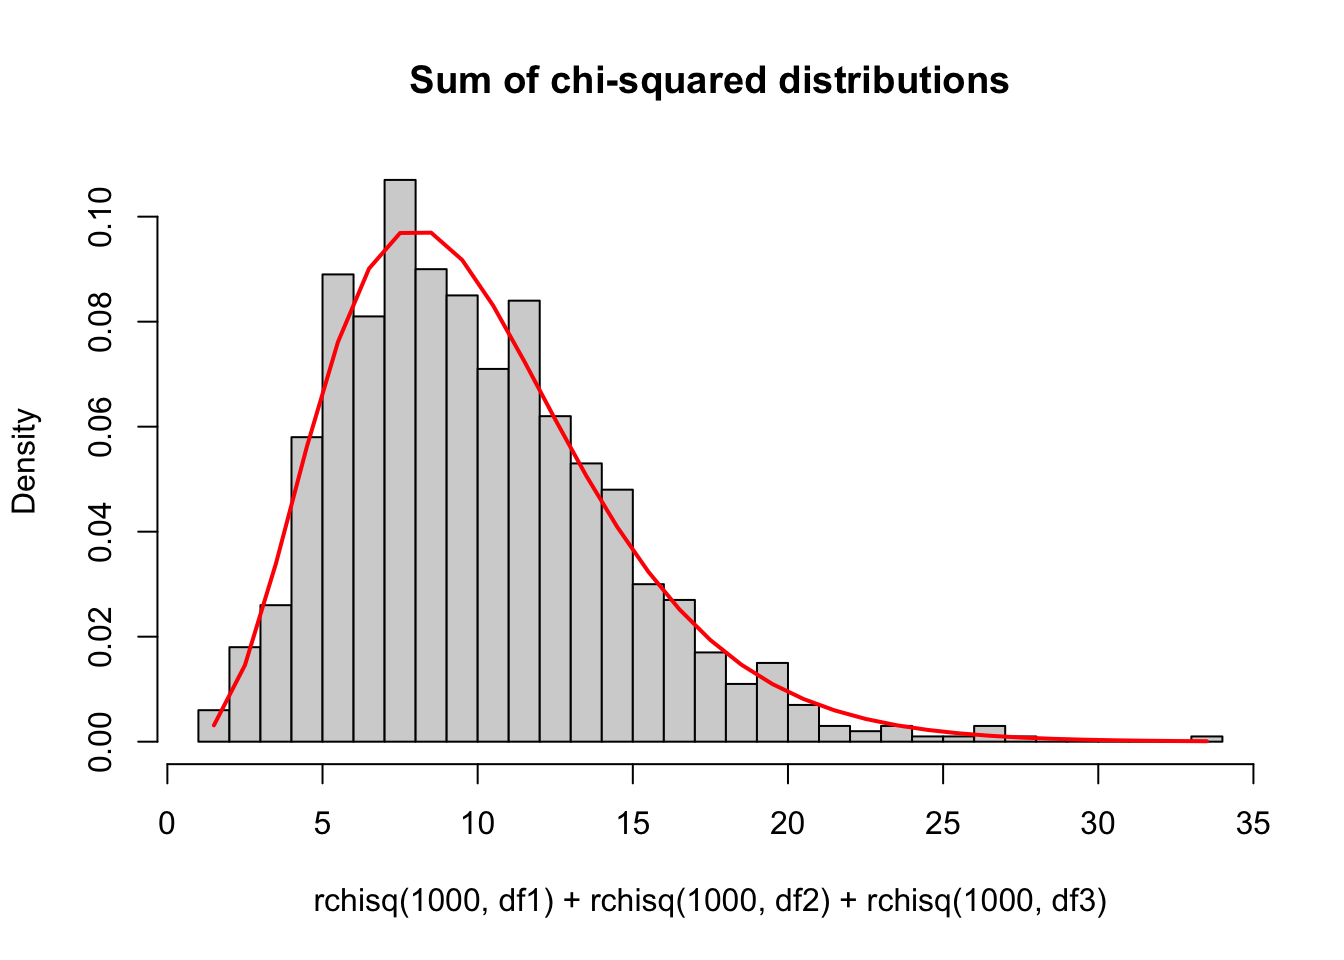 Sum of chi-squared distributions
Density
0.10
0.08
0.06
0.04
0.02
0.00
0 5 10 15 20 25 30 35
rchisq(1000, df1) + rchisq(1000, df2) + rchisq(1000, df3)